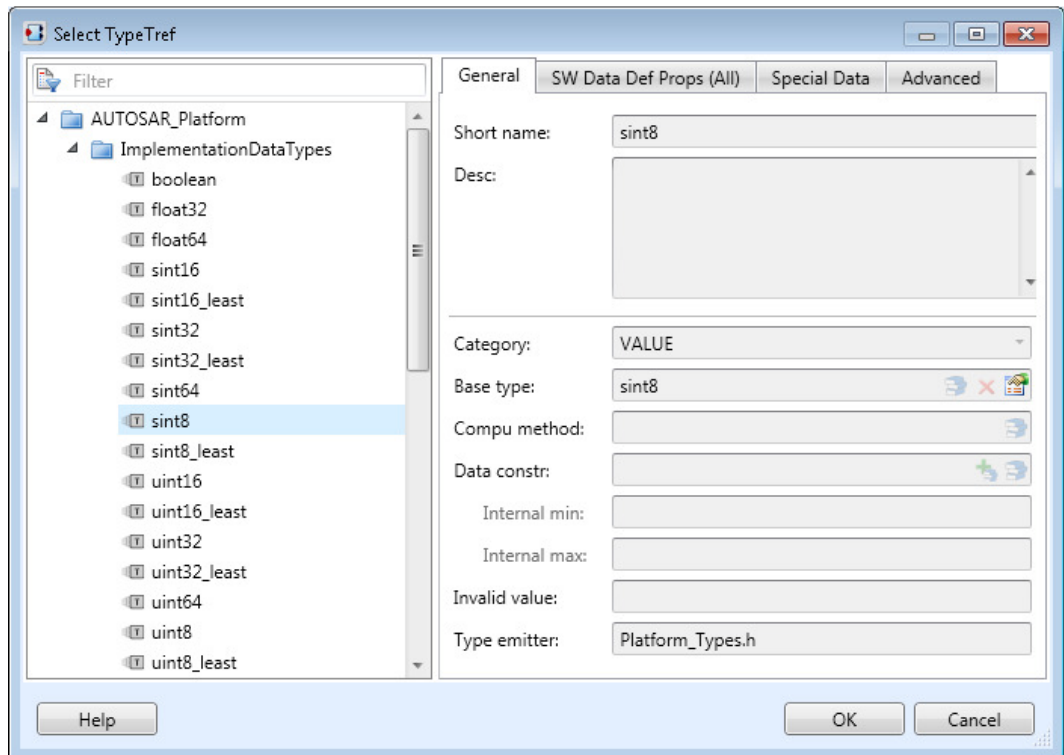 Select TypeTref
Filter
AUTOSAR_Platform
ImplementationDataTypes
boolean
float32
float64
sint16
sint16_least
sint32
sint32_least
sint64
sint8
sint8_least
uint16
uint16_least
uint32
uint32_least
uint64
uint8
uint8_least
General
SW Data Def Props (All)
Special Data
Advanced
Short name: sint8
Desc:
Category: VALUE
Base type: sint8
Compu method:
Data constr:
Internal min:
Internal max:
Invalid value:
Type emitter: Platform_Types.h
Help
OK
Cancel